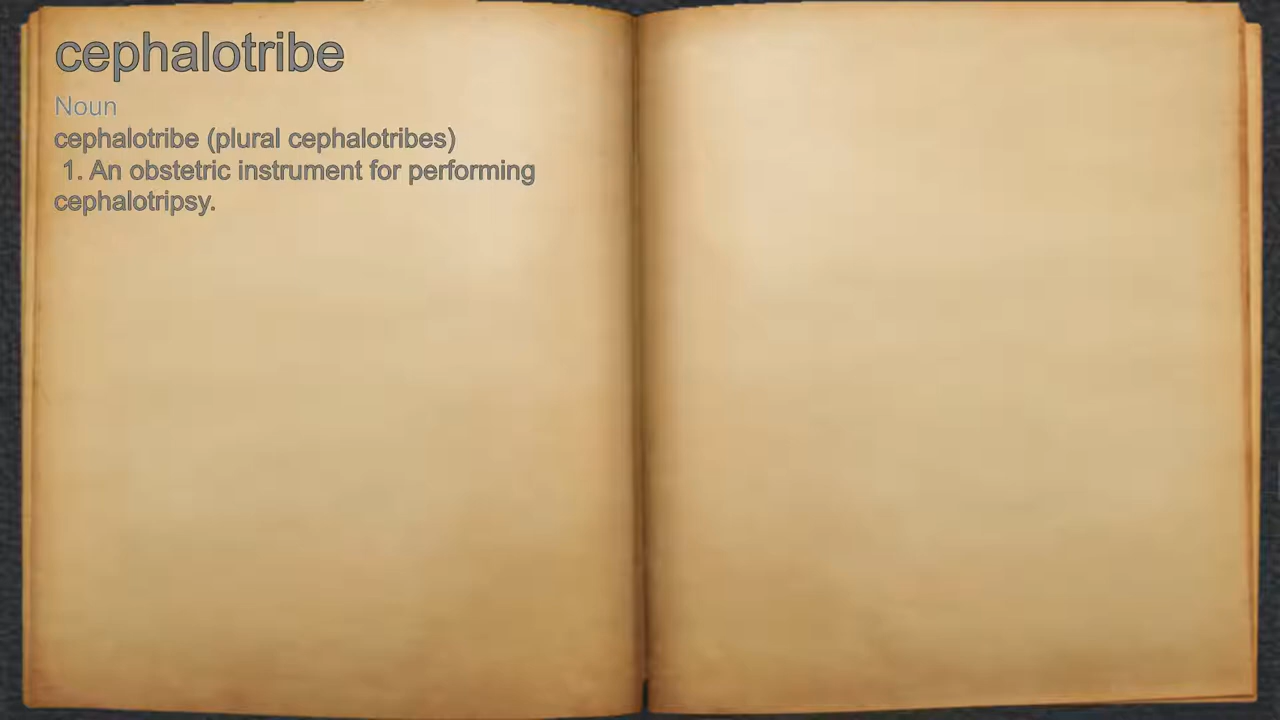 cephalotribe
Noun
cephalotribe (plural cephalotribes)
1. An obstetric instrument for performing
cephalotripsy.